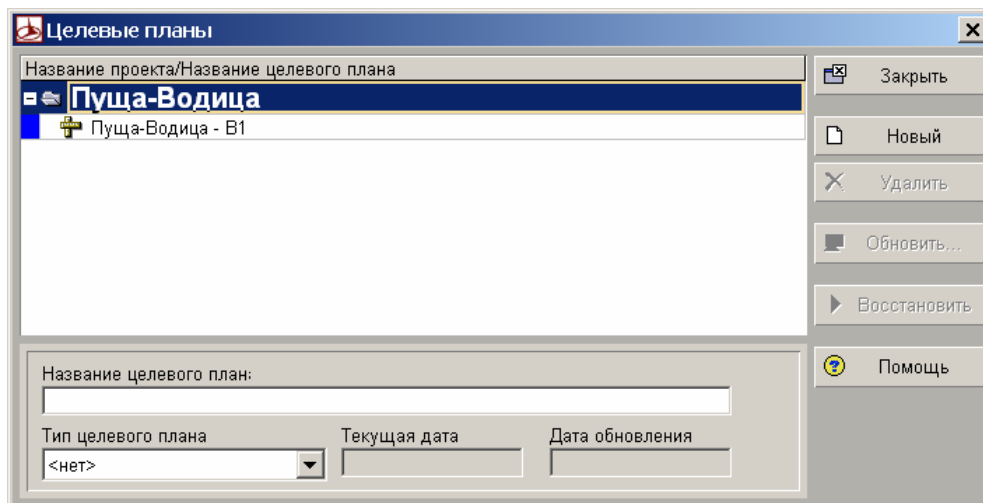 Целевые планы
Название проекта/Название целевого плана
Пуща-Водица
Пуща-Водица - В1
Закрыть
Новый
Удалить
Обновить...
Восстановить
Помощь
Название целевого план:
Тип целевого плана Текущая дата Дата обновления
<нет>